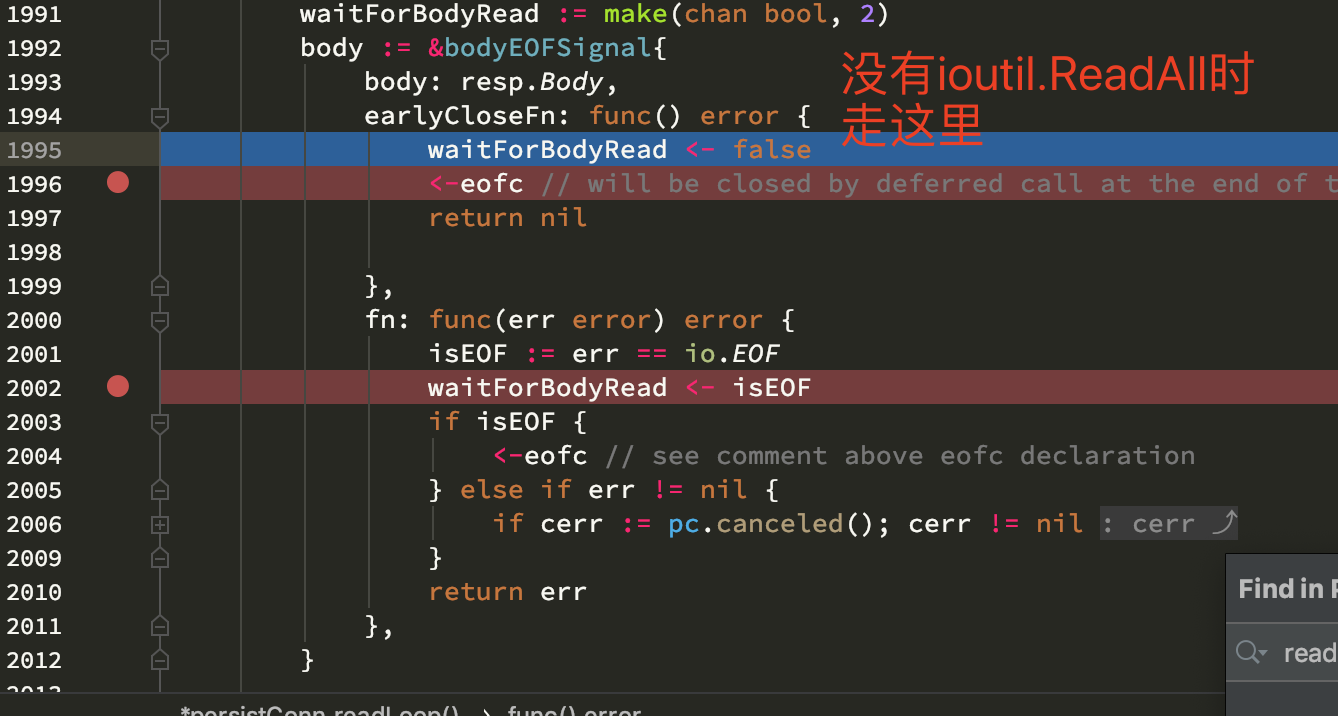 1991 waitForBodyRead := make(chan bool, 2)
1992 body := &bodyEOFSignal{
1993 body: resp.Body,
1994 earlyCloseFn: func() error {
没有ioutil.ReadAll时
走这里
1995 waitForBodyRead <- false
1996 <-eofc // will be closed by deferred call at the end of t
1997 return nil
1998
1999 },
2000 fn: func(err error) error {
2001 isEOF := err == io.EOF
2002 waitForBodyRead <- isEOF
2003 if isEOF {
2004 <-eofc // see comment above eofc declaration
2005 } else if err != nil {
2006 if cerr := pc.canceled(); cerr != nil : cerr ⤴
2009 }
2010 return err
2011 },
2012 }
Find in P
read
*persistConn.readLoop() › func() error